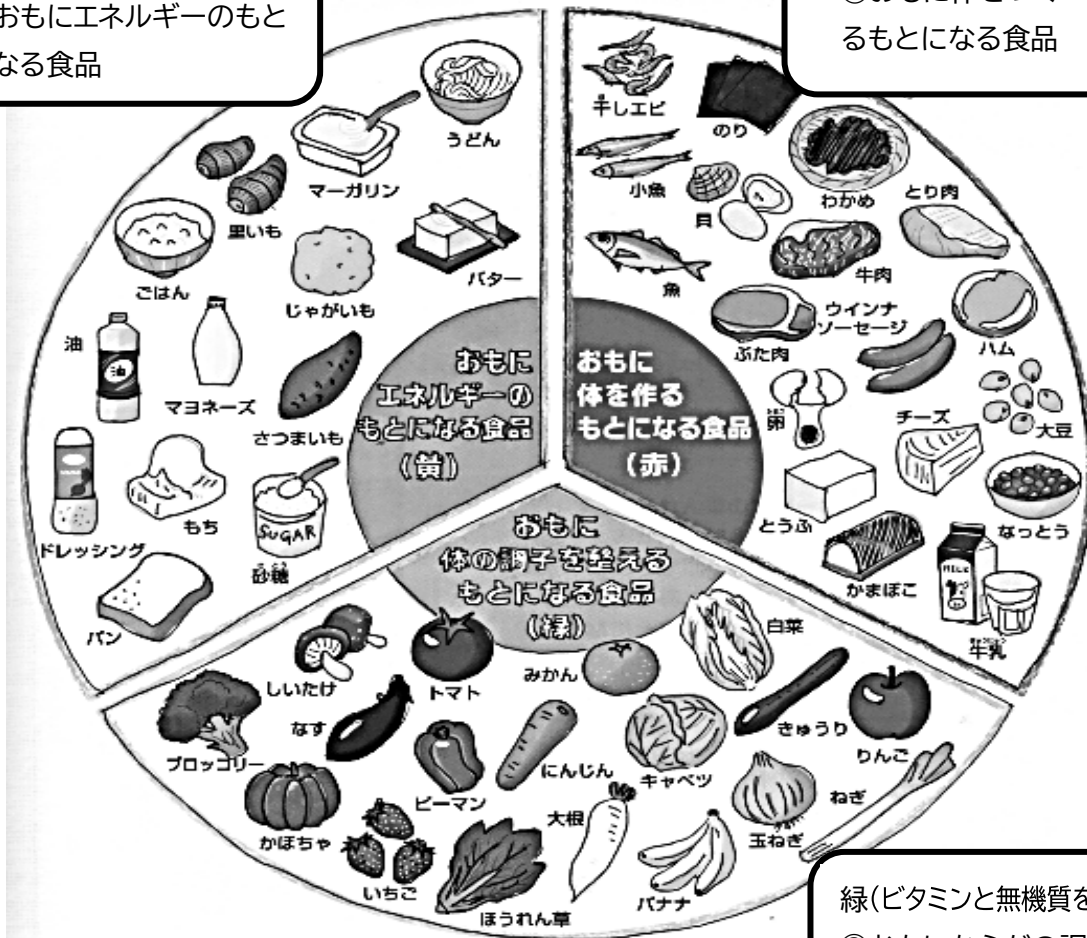 おもにエネルギーのもと
なる食品
るもとになる食品
うどん
マーガリン
里いも
ごはん
じゃがいも
バター
油
油
マヨネーズ
さつまいも
ドレッシング
もち
SUGAR
砂糖
パン
おもに
エネルギーの
もとになる食品
(黄)
干しエビ
のり
小魚
貝
わかめ
とり肉
魚
牛肉
ぶた肉
ウインナ
ソーセージ
ハム
卵
チーズ
大豆
とうふ
なっとう
かまぼこ
MILK
牛乳
おもに
体を作る
もとになる食品
(赤)
おもに
体の調子を整える
もとになる食品
(緑)
しいたけ
トマト
みかん
白菜
ブロッコリー
なす
ピーマン
にんじん
キャベツ
きゅうり
りんご
かぼちゃ
いちご
ほうれん草
大根
バナナ
玉ねぎ
ねぎ
緑(ビタミンと無機質を